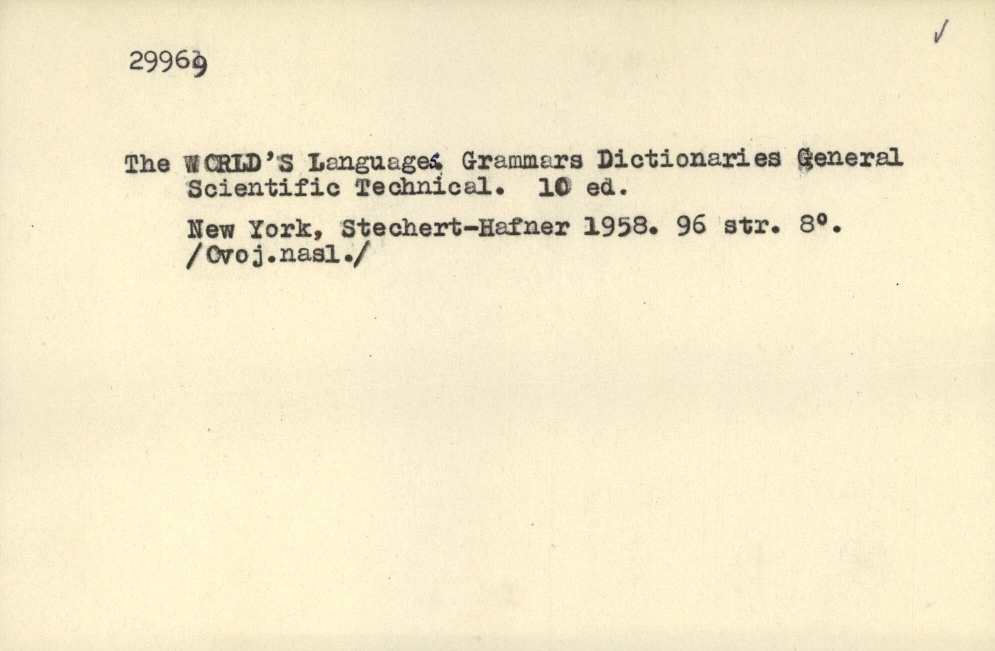 29969
The WORLD'S Languages. Grammars Dictionaries General
Scientific Technical. 10 ed.
New York, Stechert-Hafner 1958. 96 str. 8°.
/Ovoj.nasl./